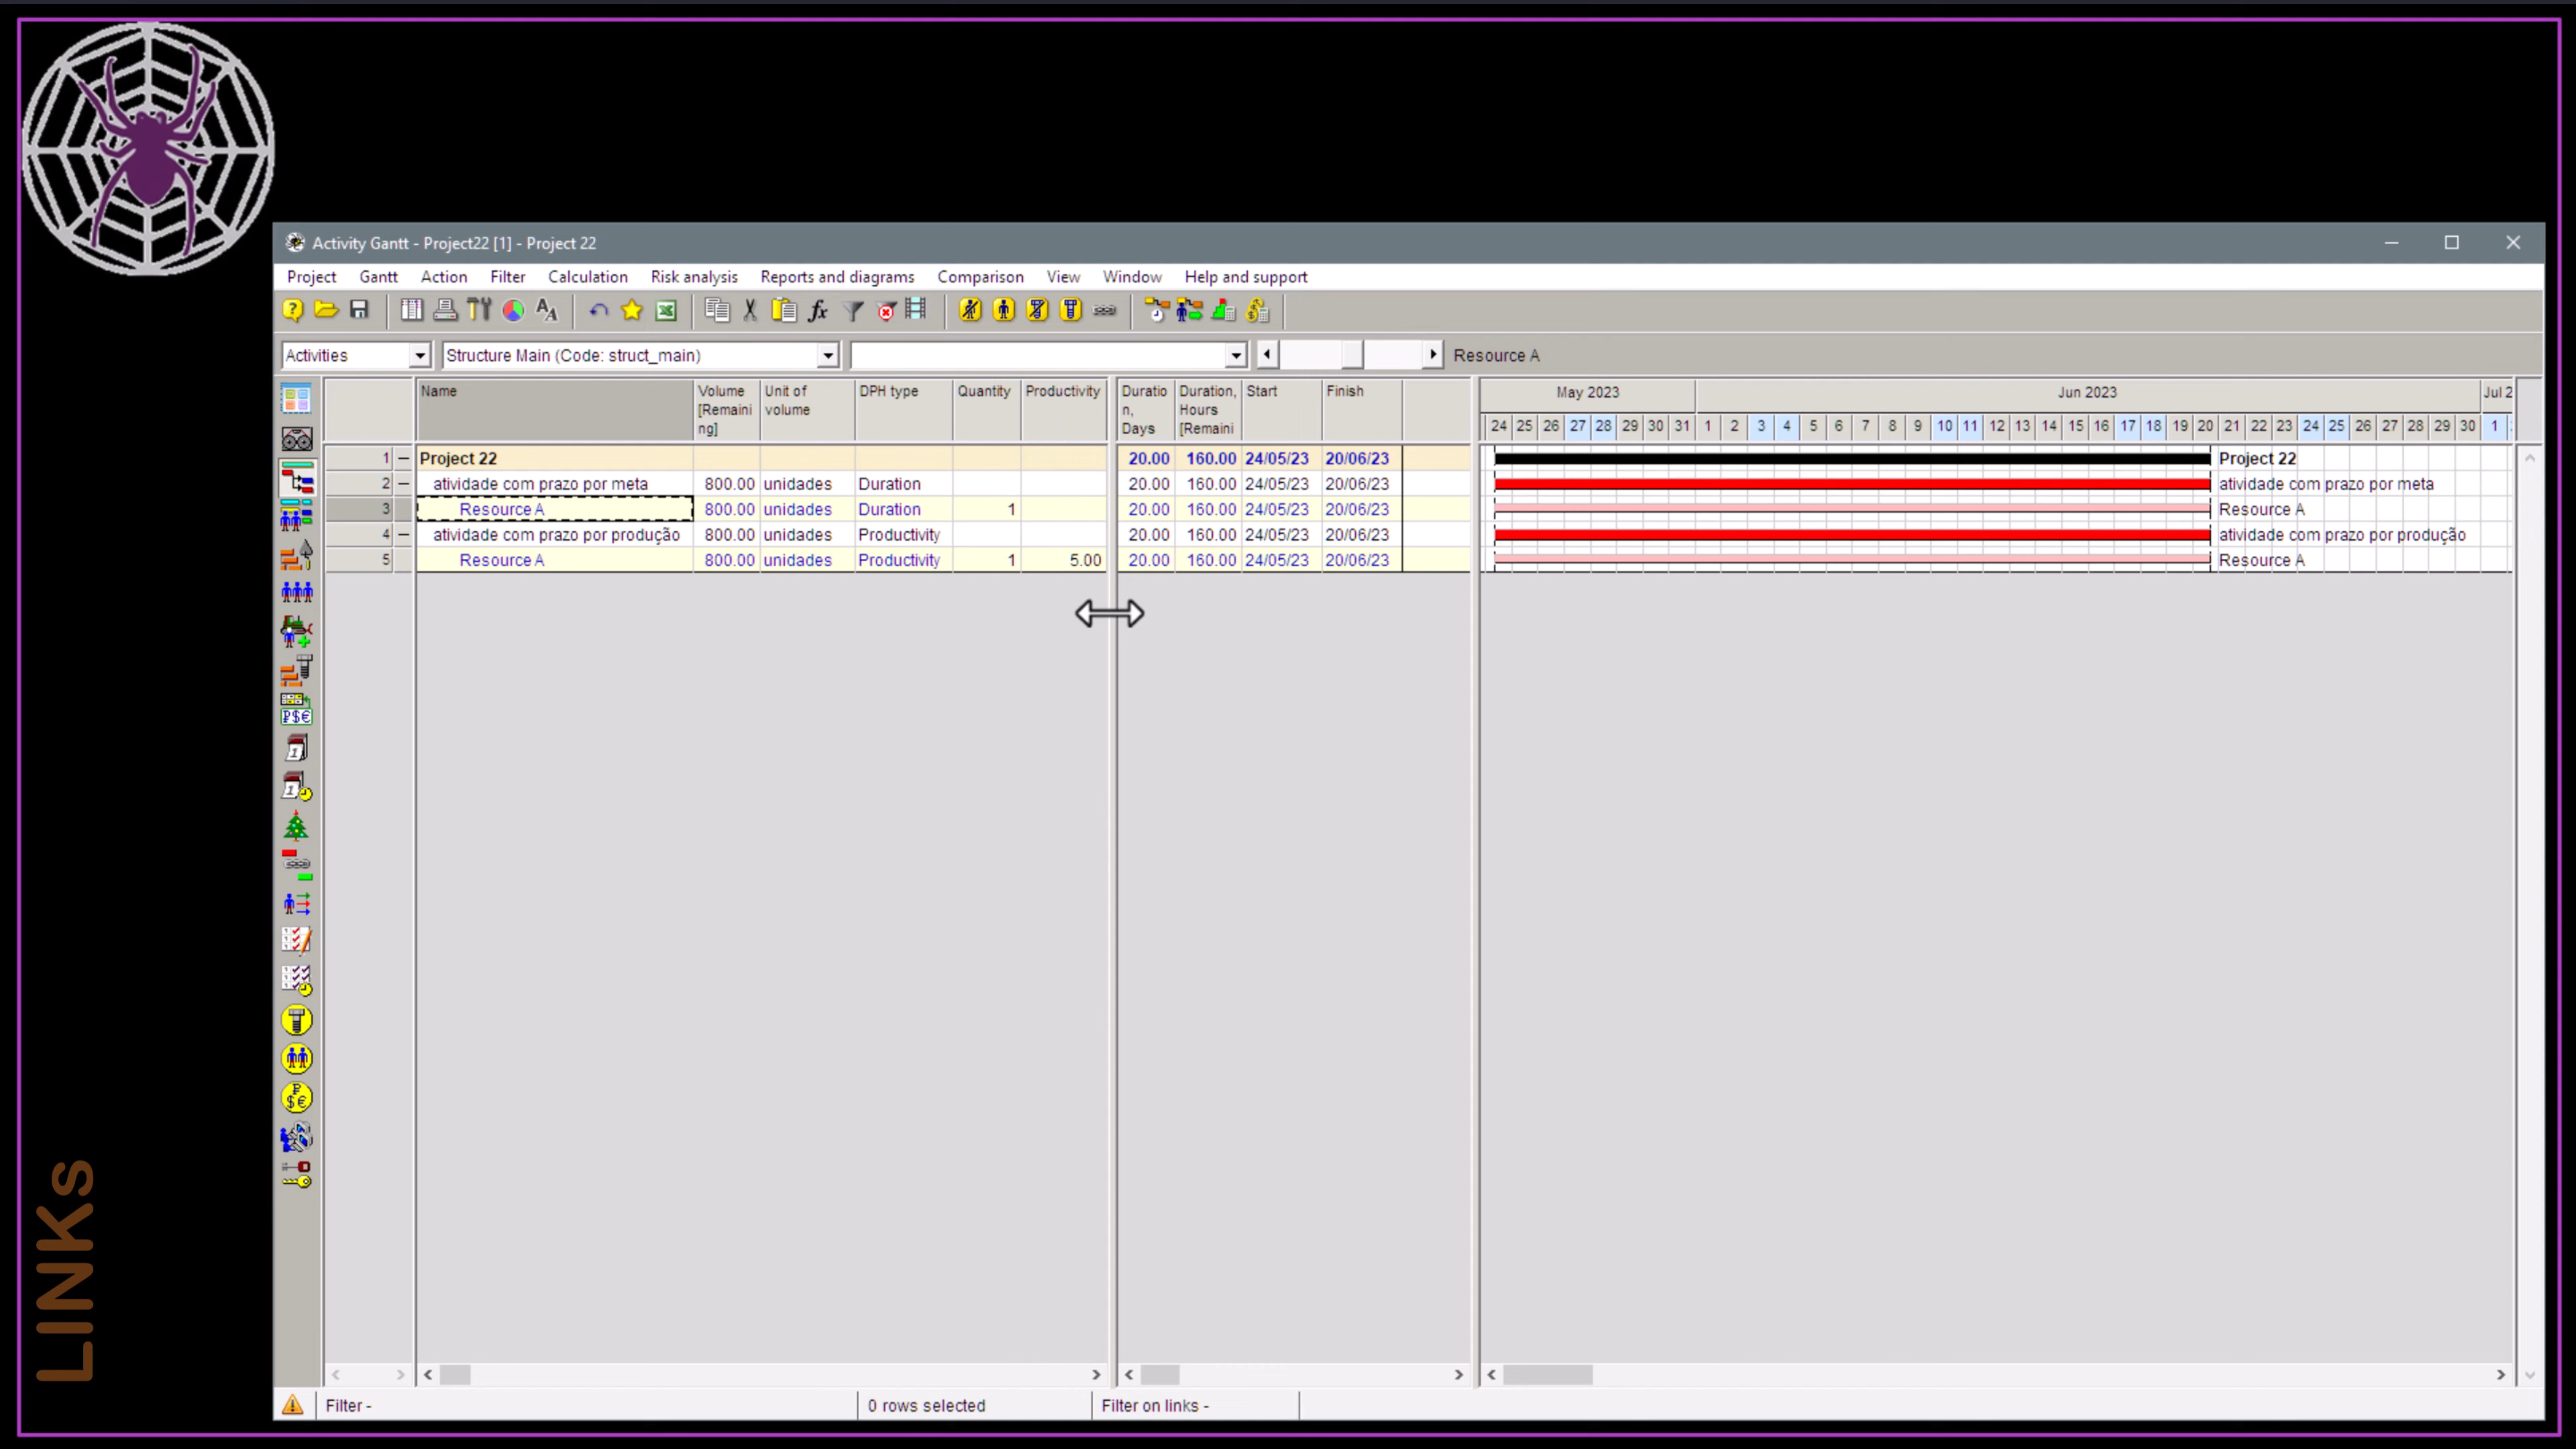 Activity Gantt - Project22 [1] - Project 22
Project Gantt Action Filter Calculation Risk analysis Reports and diagrams Comparison View Window Help and support
Activities Structure Main (Code: struct_main) Resource A
Name Volume [Remaini ng] Unit of volume DPH type Quantity Productivity Duratio n, Days Duration, Hours [Remaini Start Finish May 2023 Jun 2023 Jul 2
24 25 26 27 28 29 30 31 1 2 3 4 5 6 7 8 9 10 11 12 13 14 15 16 17 18 19 20 21 22 23 24 25 26 27 28 29 30 1
1 Project 22 20.00 160.00 24/05/23 20/06/23 Project 22
2 atividade com prazo por meta 800.00 unidades Duration 20.00 160.00 24/05/23 20/06/23 atividade com prazo por meta
3 Resource A 800.00 unidades Duration 1 20.00 160.00 24/05/23 20/06/23 Resource A
4 atividade com prazo por produção 800.00 unidades Productivity 20.00 160.00 24/05/23 20/06/23 atividade com prazo por produção
5 Resource A 800.00 unidades Productivity 1 5.00 20.00 160.00 24/05/23 20/06/23 Resource A
LINKs
Filter - 0 rows selected Filter on links -